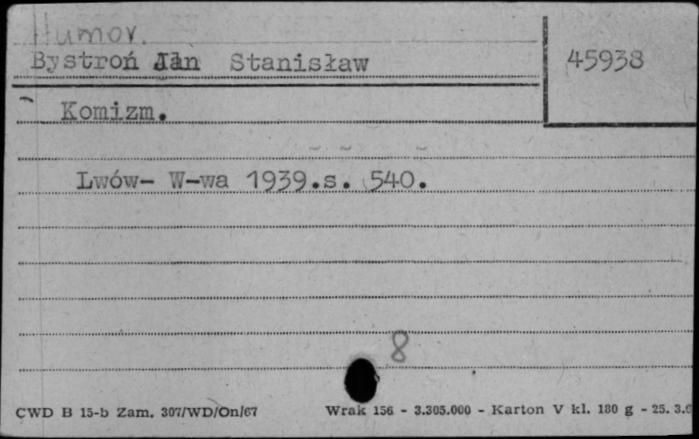 Humor.
Bystroń Jan Stanisław
45938
Komizm.
Lwów- W-wa 1939.s. 540.
8
CWD B 15-b Zam. 307/WD/On/67
Wrak 156 - 3.305.000 - Karton V kl. 180 g - 25. 3.6